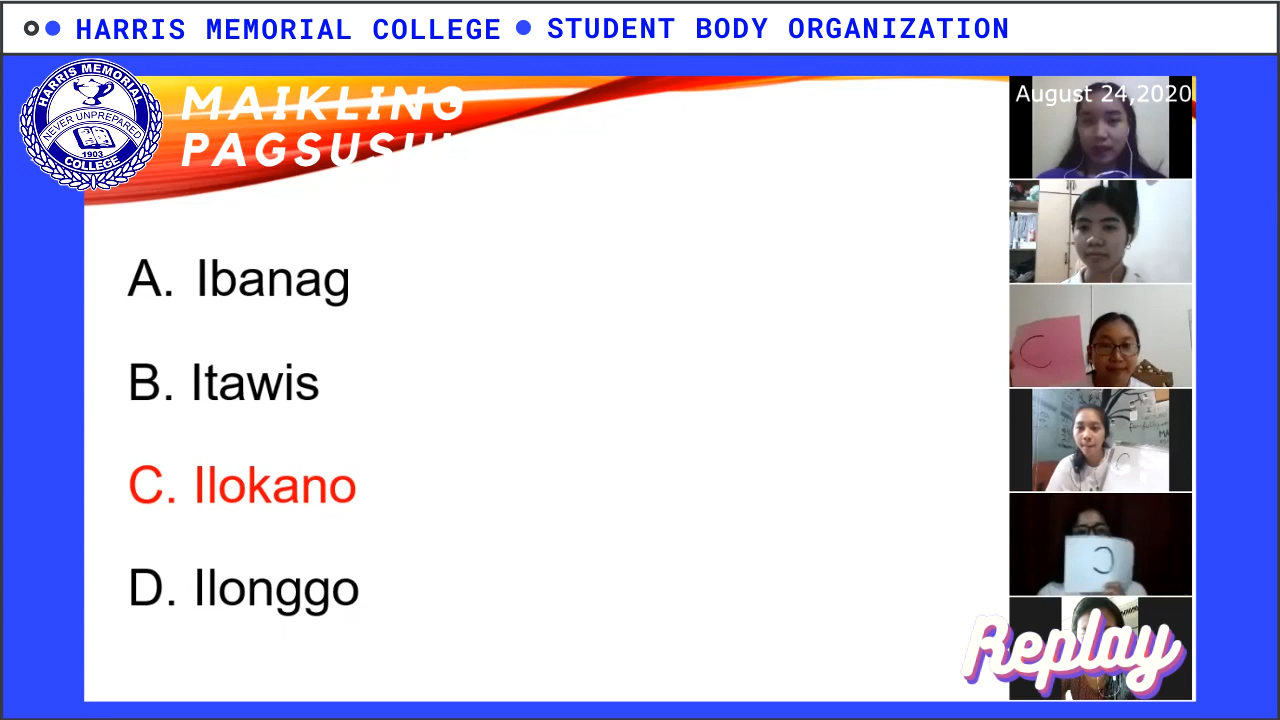 HARRIS MEMORIAL COLLEGE STUDENT BODY ORGANIZATION
HARRIS MEMORIAL
NEVER UNPREPARED
1903
COLLEGE
MAIKLING
August 24,2020
A. Ibanag
B. Itawis
C. Ilokano
D. Ilonggo
C
C
C
Replay